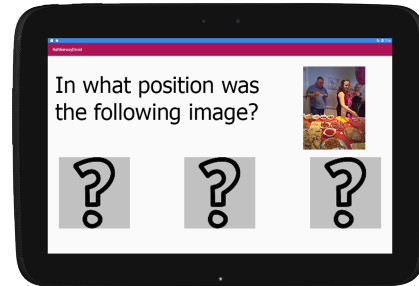 In what position was
the following image?
? ? ?